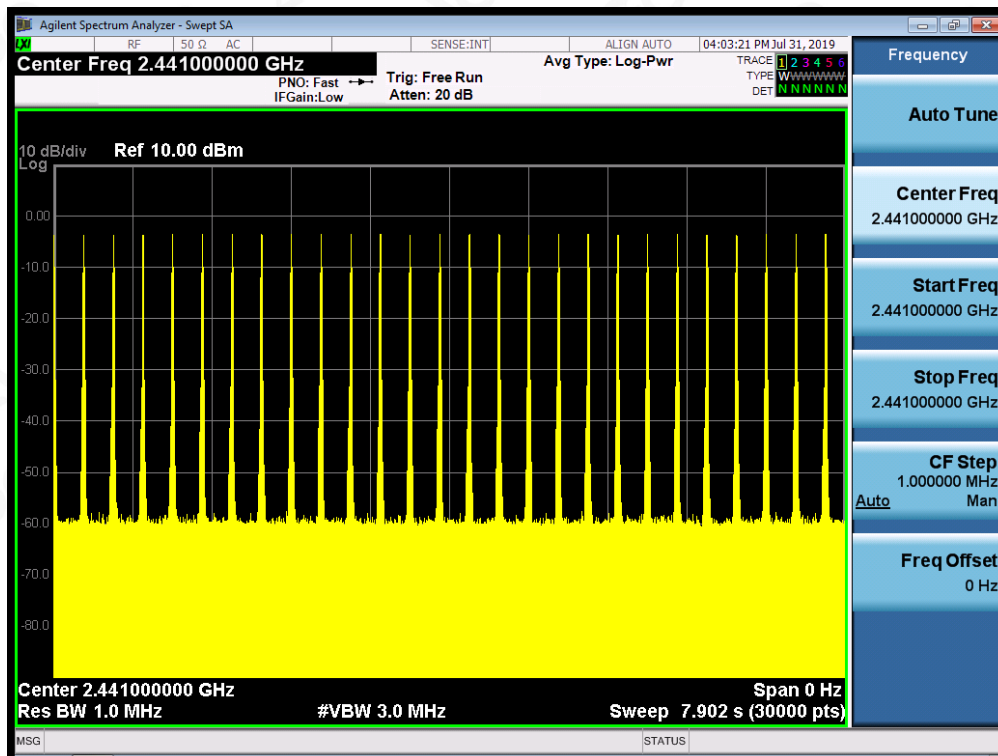 Agilent Spectrum Analyzer - Swept SA
LXI RF 50 Ω AC SENSE:INT ALIGN AUTO 04:03:21 PM Jul 31, 2019
Center Freq 2.441000000 GHz
PNO: Fast
IFGain:Low
Trig: Free Run
Atten: 20 dB
Avg Type: Log-Pwr
TRACE 1 2 3 4 5 6
TYPE W
DET N N N N N N
10 dB/div Ref 10.00 dBm
Log
0.00
-10.0
-20.0
-30.0
-40.0
-50.0
-60.0
-70.0
-80.0
Center 2.441000000 GHz Span 0 Hz
Res BW 1.0 MHz #VBW 3.0 MHz Sweep 7.902 s (30000 pts)
MSG STATUS
Frequency
Auto Tune
Center Freq
2.441000000 GHz
Start Freq
2.441000000 GHz
Stop Freq
2.441000000 GHz
CF Step
1.000000 MHz
Auto Man
Freq Offset
0 Hz